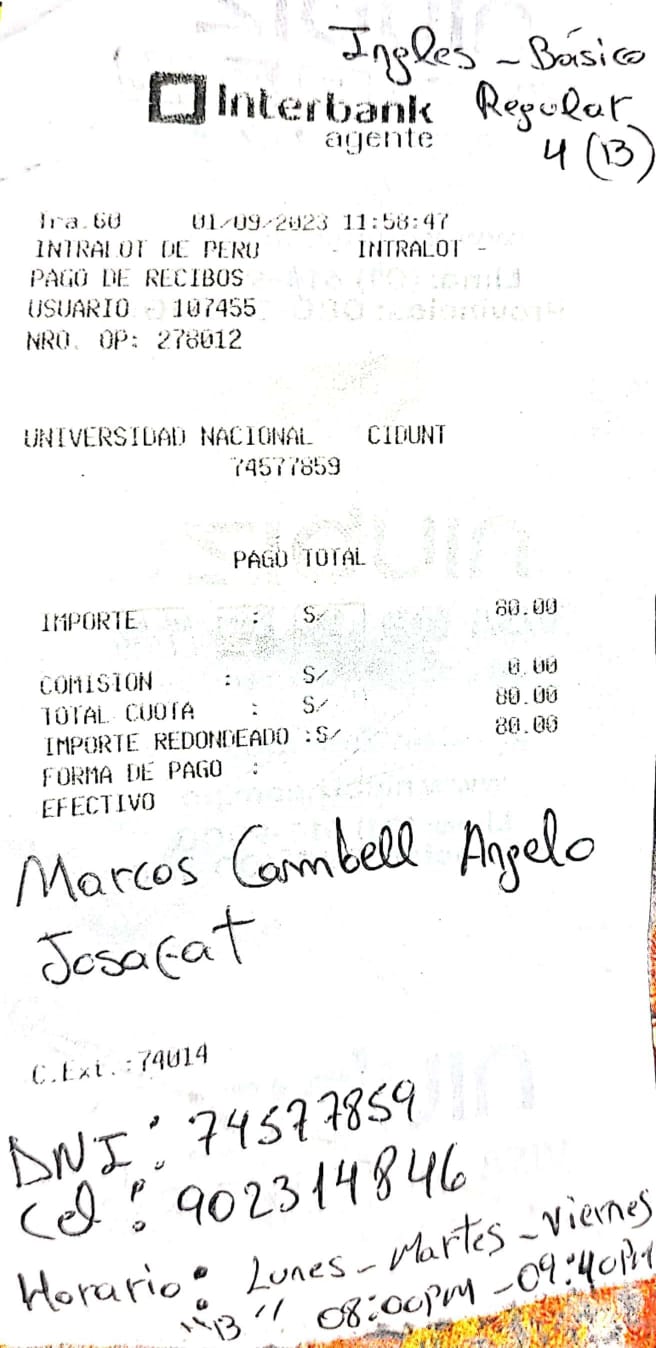 Ingles - Básico
Interbank Regular
agente 4 (B)
Tra.60 01/09/2023 11:58:47
INTRALOT DE PERU - INTRALOT -
PAGO DE RECIBOS
USUARIO : 107455
NRO. OP: 278012
UNIVERSIDAD NACIONAL CIDUNT
74577859
PAGO TOTAL
IMPORTE : S/ 80.00
COMISION : S/ 0.00
TOTAL CUOTA : S/ 80.00
IMPORTE REDONDEADO :S/ 80.00
FORMA DE PAGO :
EFECTIVO
Marcos Cambell Angelo
Josafat
C.Ext.:74014
DNI: 74577859
Cel: 902314846
Horario: Lunes - Martes - Viernes
"B" 08:00PM - 09:40PM